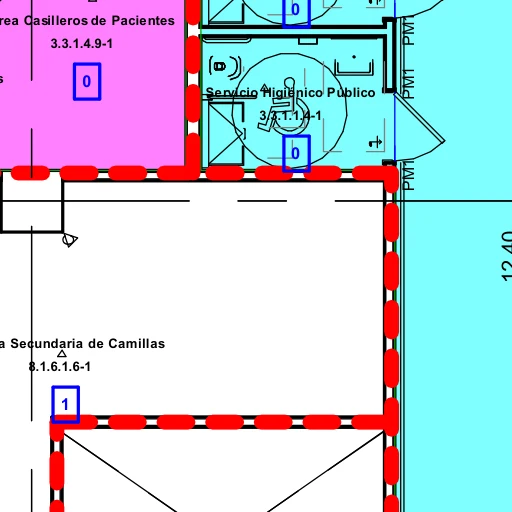 0
rea Casilleros de Pacientes
3.3.1.4.9-1
0
s
Servicio Higiénico Público
3.3.1.1.4-1
0
PM1
PM1
PM1
12.40
a Secundaria de Camillas
8.1.6.1.6-1
1